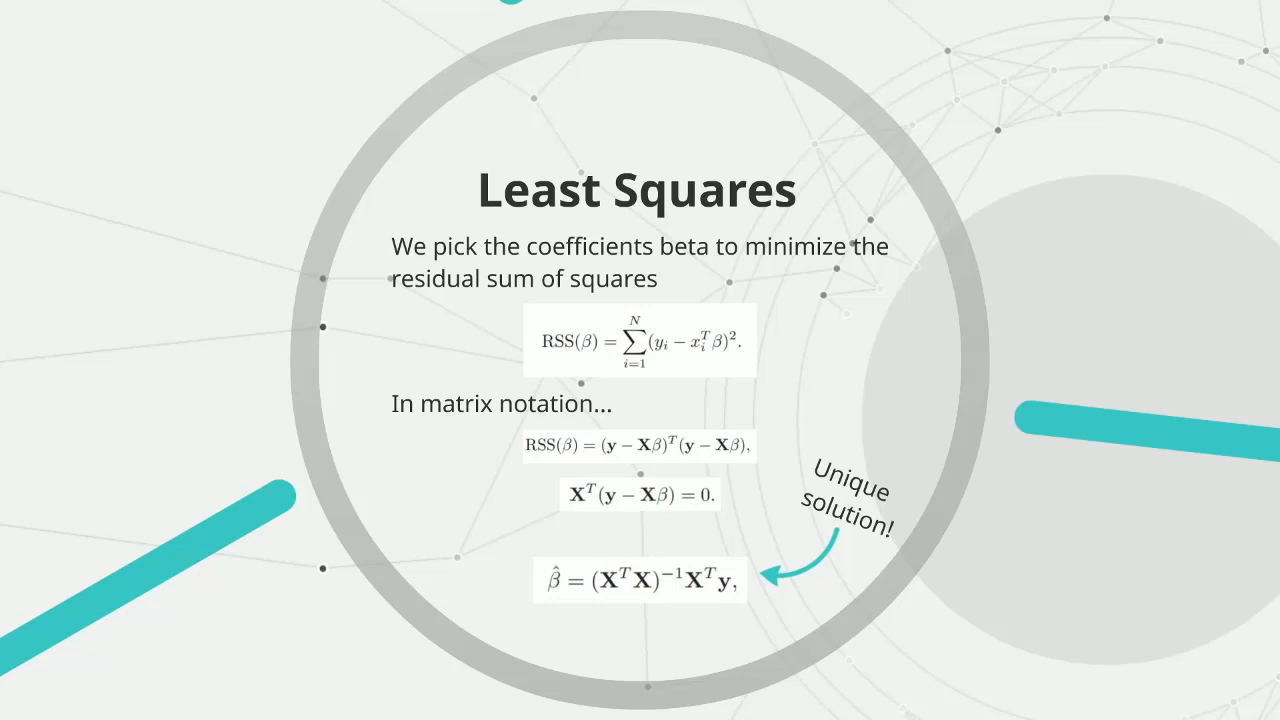 Least Squares
We pick the coefficients beta to minimize the
residual sum of squares
RSS(β) = ∑_{i=1}^{N} (y_i − x_i^T β)^2.
In matrix notation...
RSS(β) = (y − Xβ)^T (y − Xβ),
X^T (y − Xβ) = 0.
Unique
solution!
β̂ = (X^T X)^{−1} X^T y,